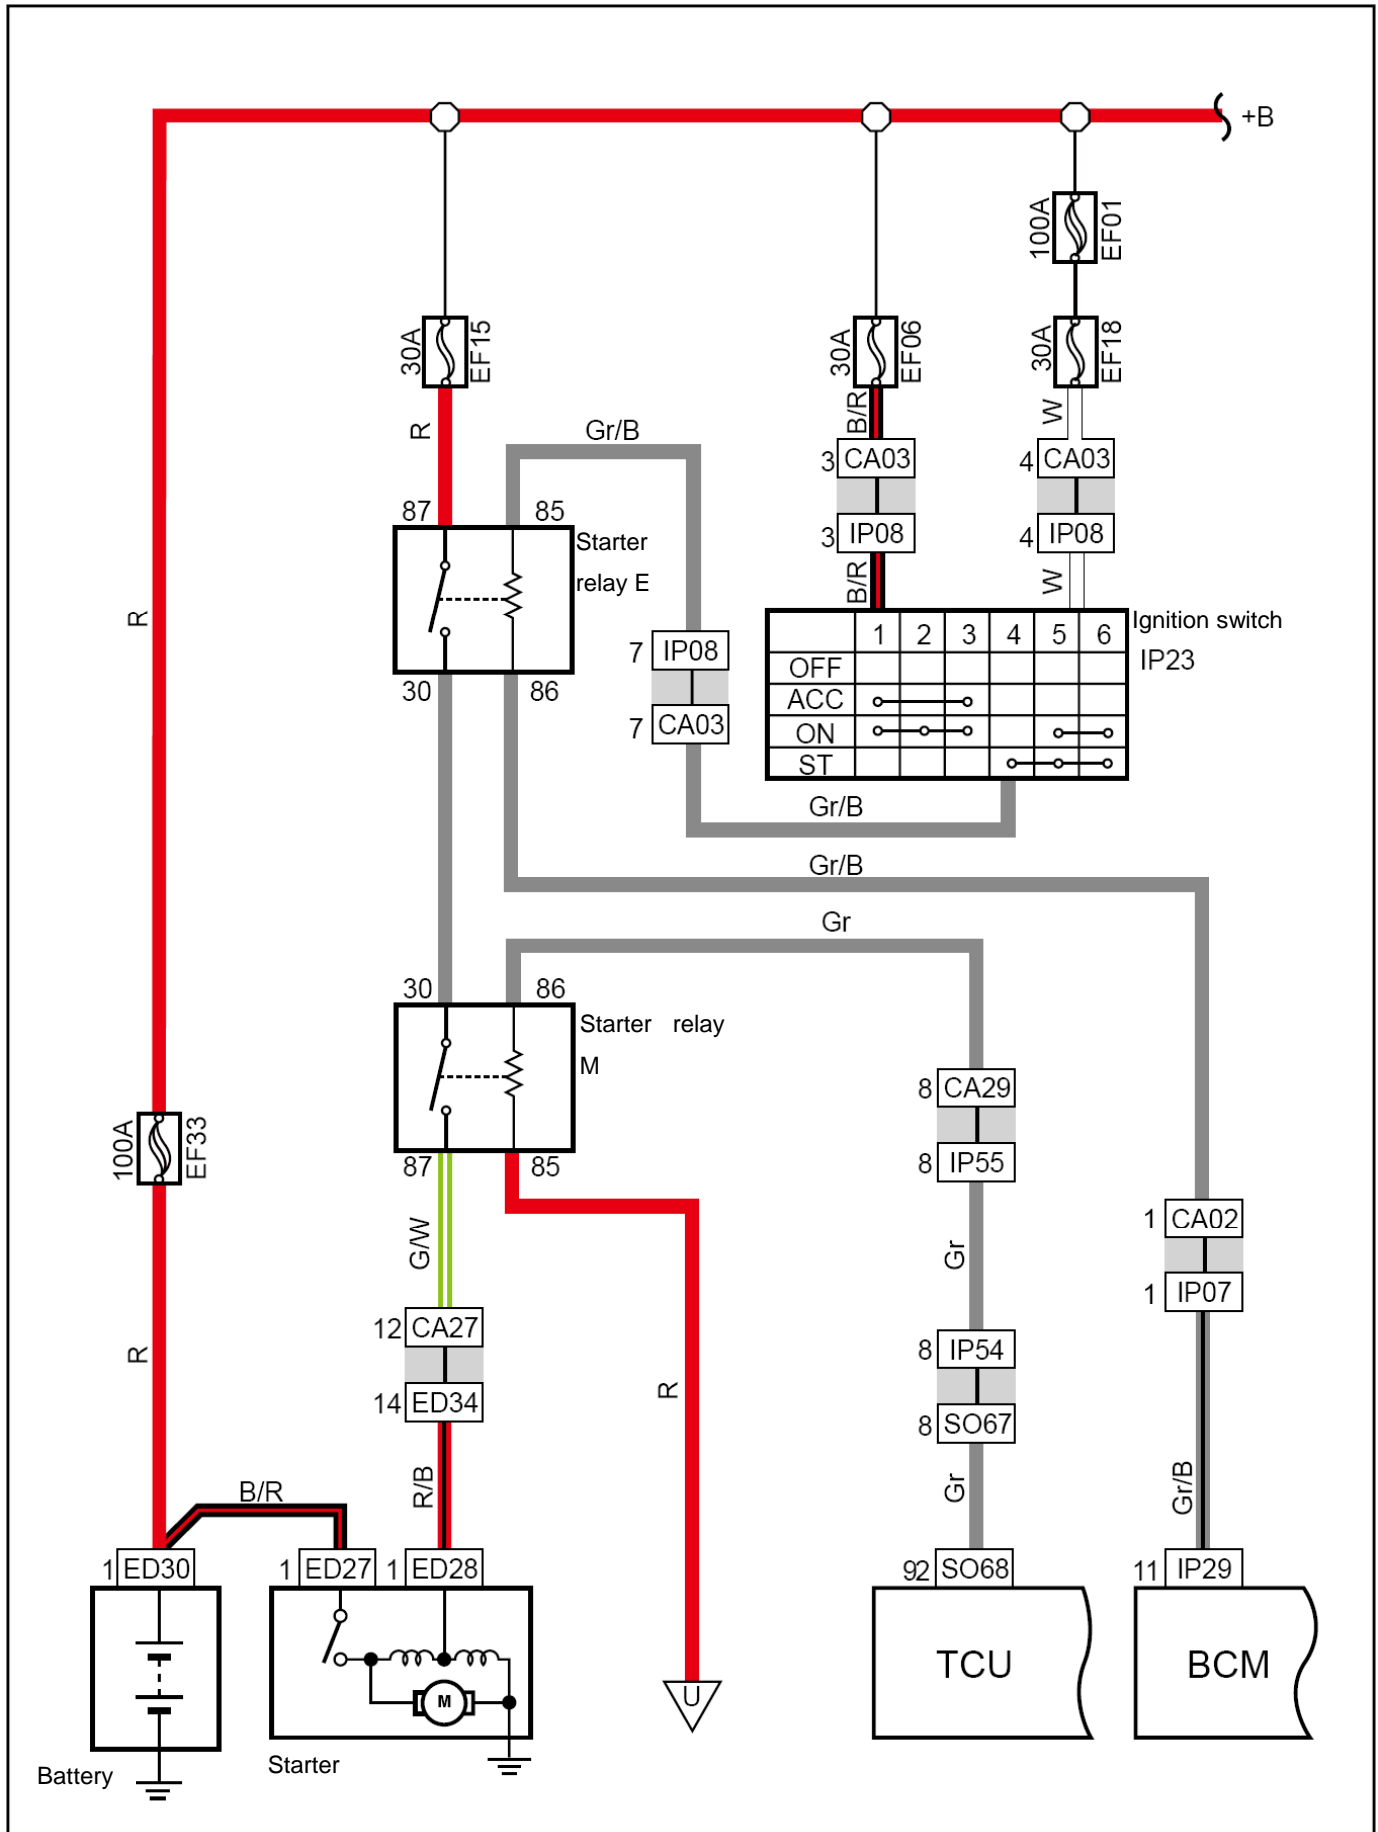 +B
100A
EF01
30A
EF15
30A
EF06
30A
EF18
R
Gr/B
B/R
W
3 CA03
4 CA03
87
85
3 IP08
4 IP08
Starter
relay E
B/R
W
R
Ignition switch
IP23
1 2 3 4 5 6
OFF
ACC
ON
ST
7 IP08
30
86
7 CA03
Gr/B
Gr/B
Gr
30
86
Starter relay
M
8 CA29
100A
EF33
87
85
8 IP55
1 CA02
G/W
Gr
1 IP07
12 CA27
8 IP54
R
14 ED34
R
8 SO67
R/B
Gr
Gr/B
B/R
1 ED30
1 ED27
1 ED28
92 SO68
11 IP29
TCU
BCM
M
U
Battery
Starter